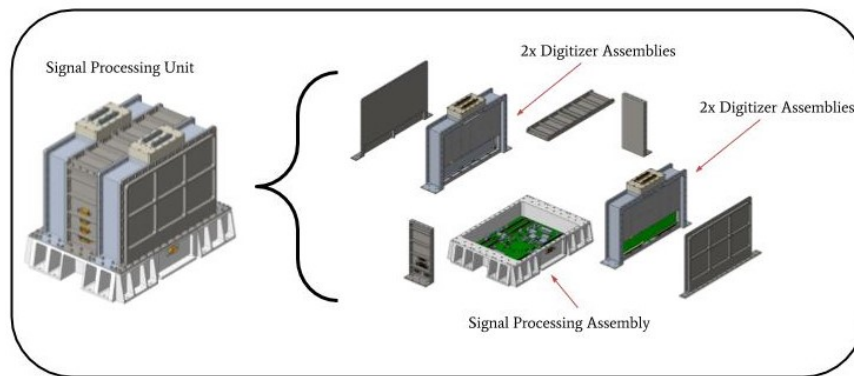 2x Digitizer Assemblies
Signal Processing Unit
2x Digitizer Assemblies
Signal Processing Assembly